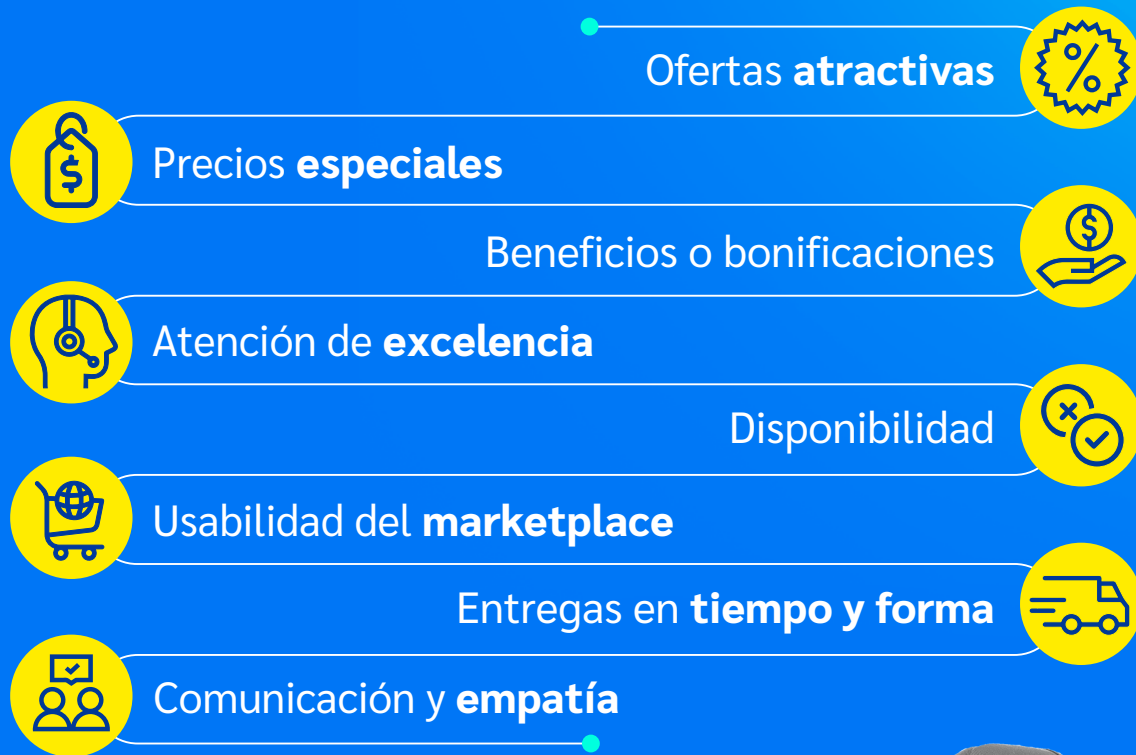 Ofertas atractivas
Precios especiales
Beneficios o bonificaciones
Atención de excelencia
Disponibilidad
Usabilidad del marketplace
Entregas en tiempo y forma
Comunicación y empatía